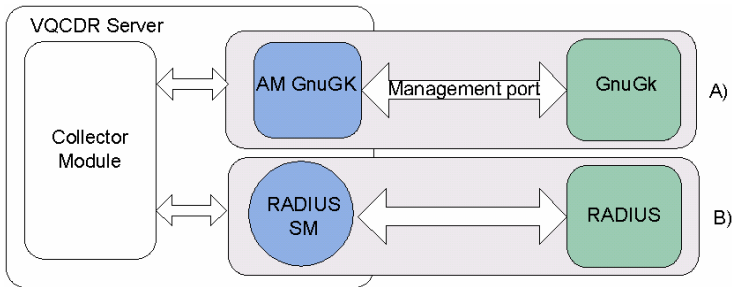 VQCDR Server
Collector
Module
AM GnuGK
Management port
GnuGk
A)
RADIUS
SM
RADIUS
B)